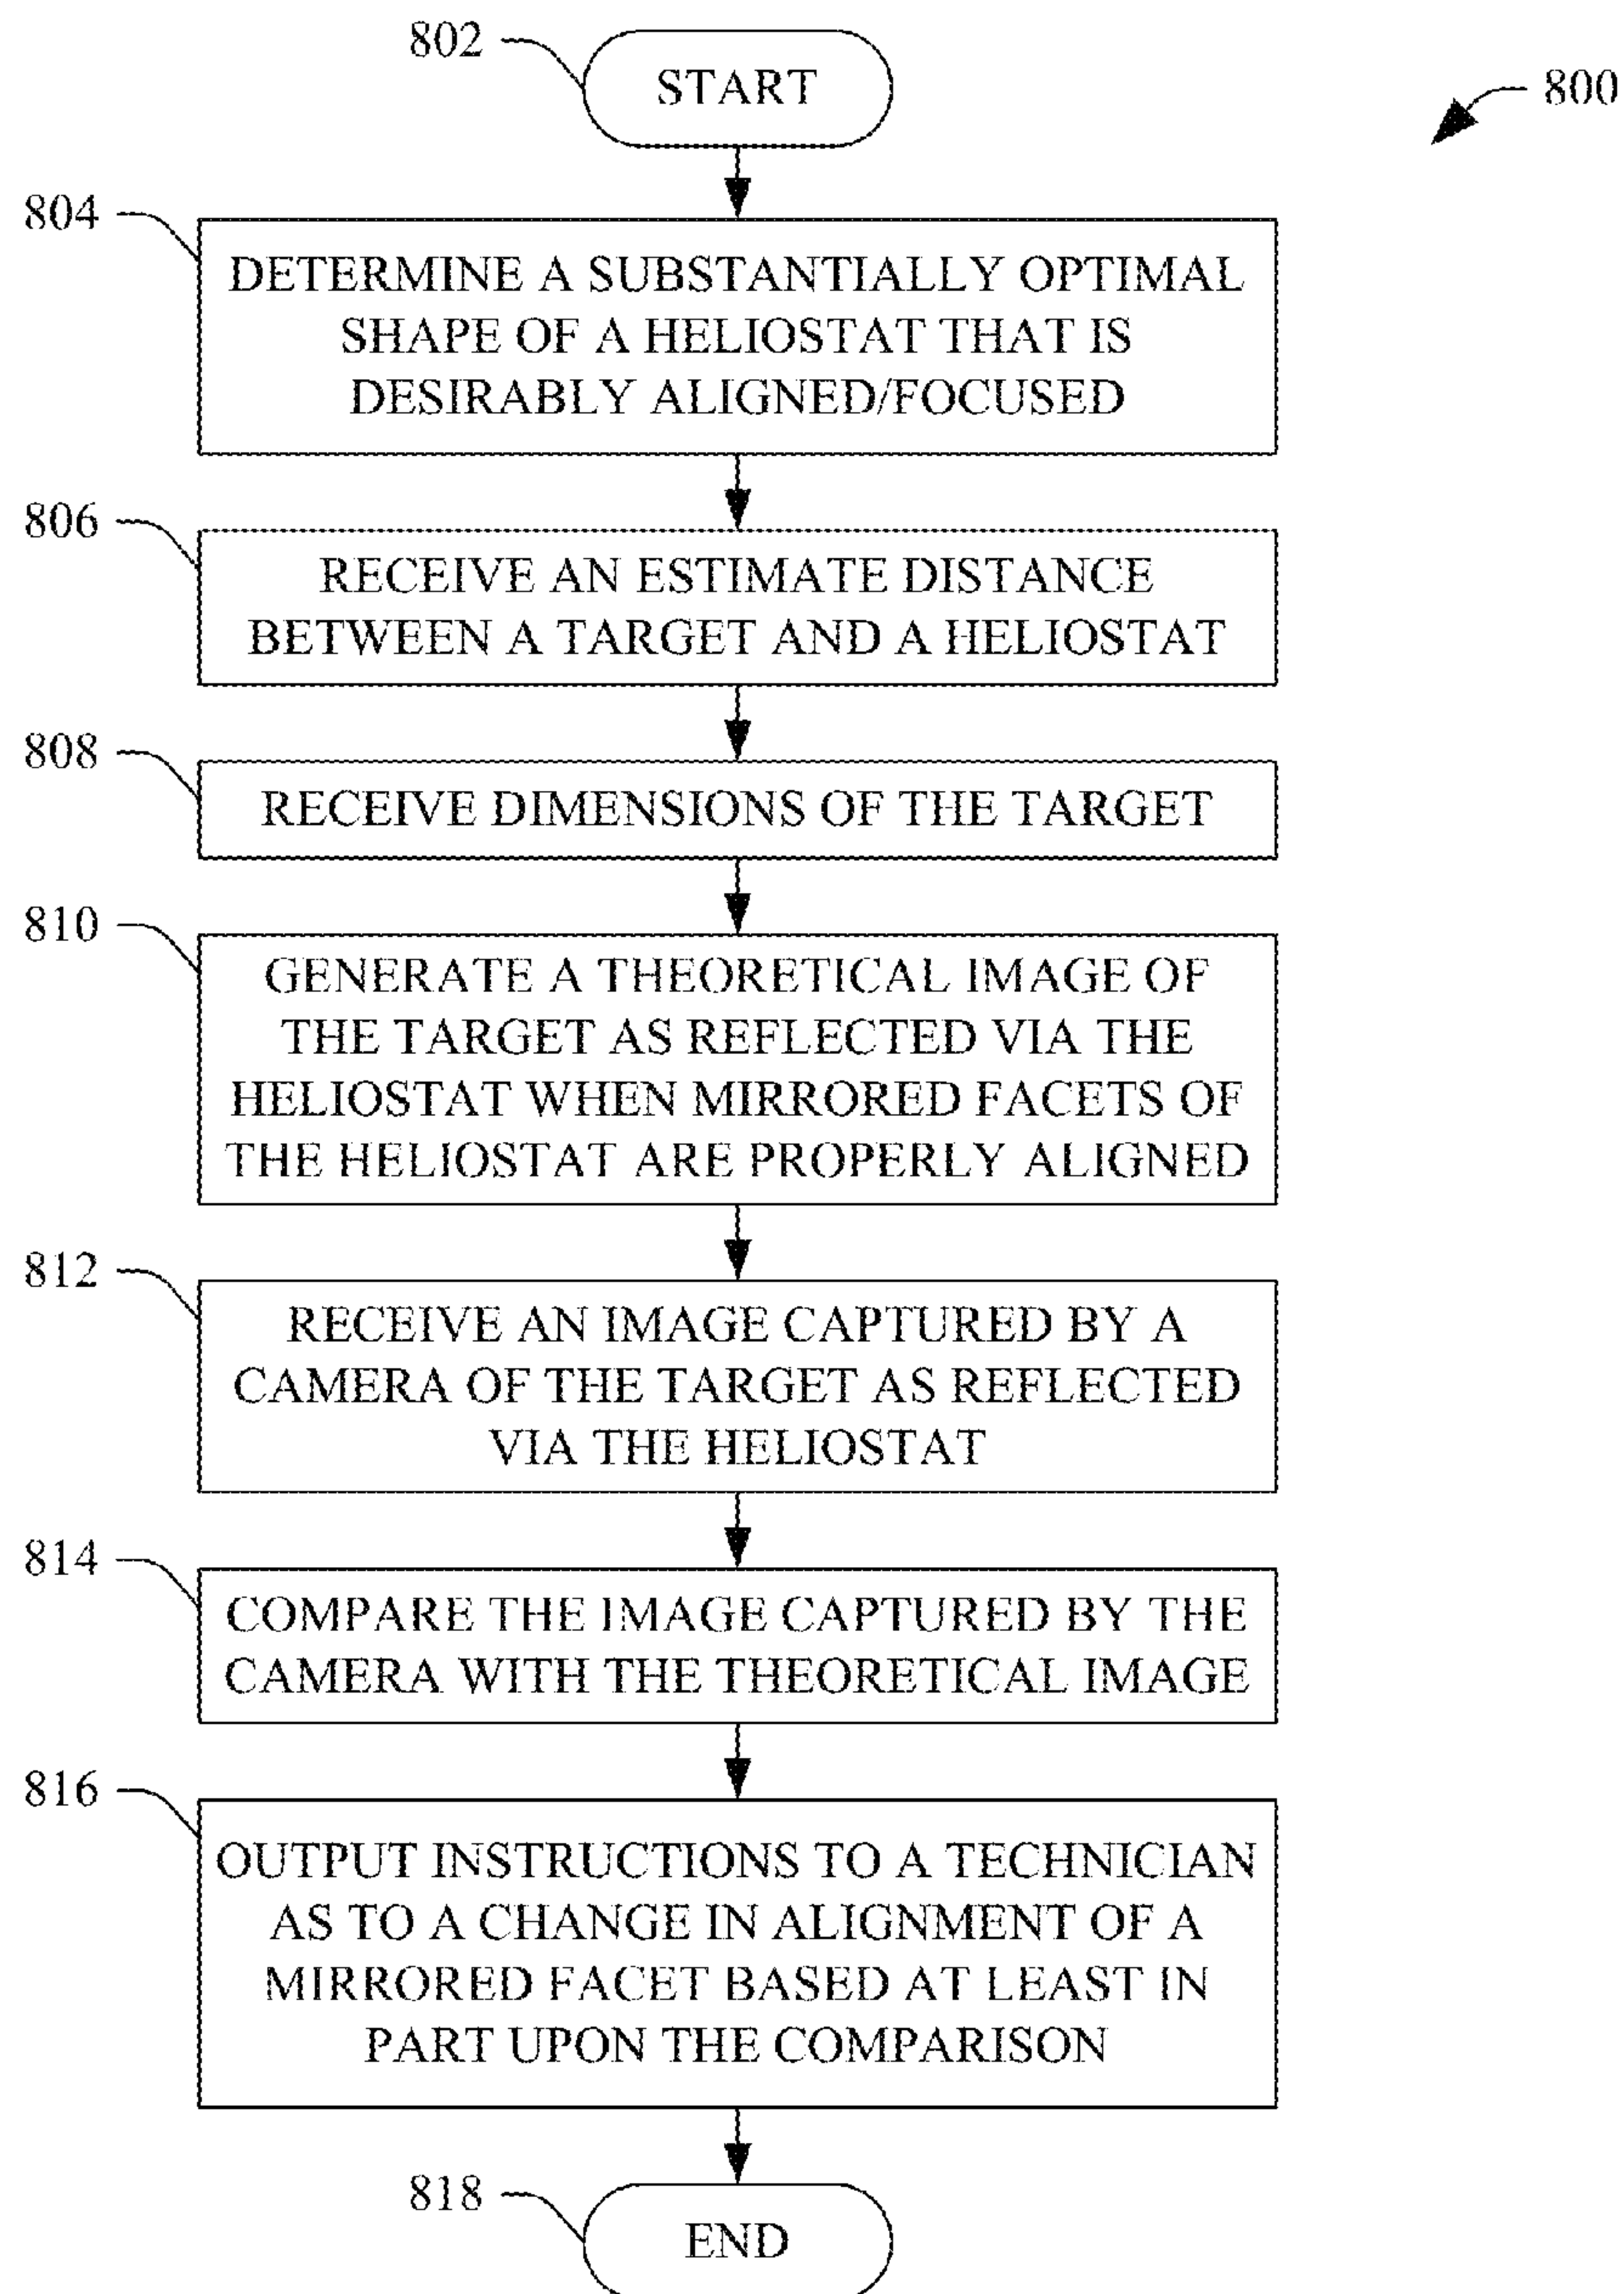 802
START
800
804
DETERMINE A SUBSTANTIALLY OPTIMAL
SHAPE OF A HELIOSTAT THAT IS
DESIRABLY ALIGNED/FOCUSED
806
RECEIVE AN ESTIMATE DISTANCE
BETWEEN A TARGET AND A HELIOSTAT
808
RECEIVE DIMENSIONS OF THE TARGET
810
GENERATE A THEORETICAL IMAGE OF
THE TARGET AS REFLECTED VIA THE
HELIOSTAT WHEN MIRRORED FACETS OF
THE HELIOSTAT ARE PROPERLY ALIGNED
812
RECEIVE AN IMAGE CAPTURED BY A
CAMERA OF THE TARGET AS REFLECTED
VIA THE HELIOSTAT
814
COMPARE THE IMAGE CAPTURED BY THE
CAMERA WITH THE THEORETICAL IMAGE
816
OUTPUT INSTRUCTIONS TO A TECHNICIAN
AS TO A CHANGE IN ALIGNMENT OF A
MIRRORED FACET BASED AT LEAST IN
PART UPON THE COMPARISON
818
END